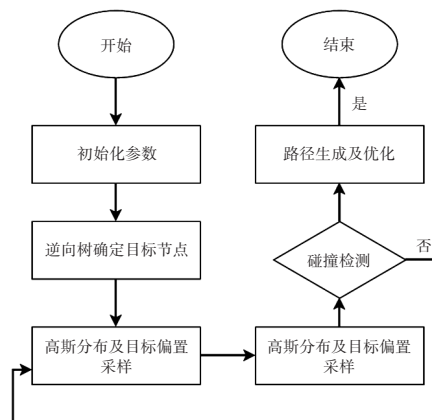 开始
初始化参数
逆向树确定目标节点
高斯分布及目标偏置
采样
高斯分布及目标偏置
采样
碰撞检测
否
路径生成及优化
是
结束